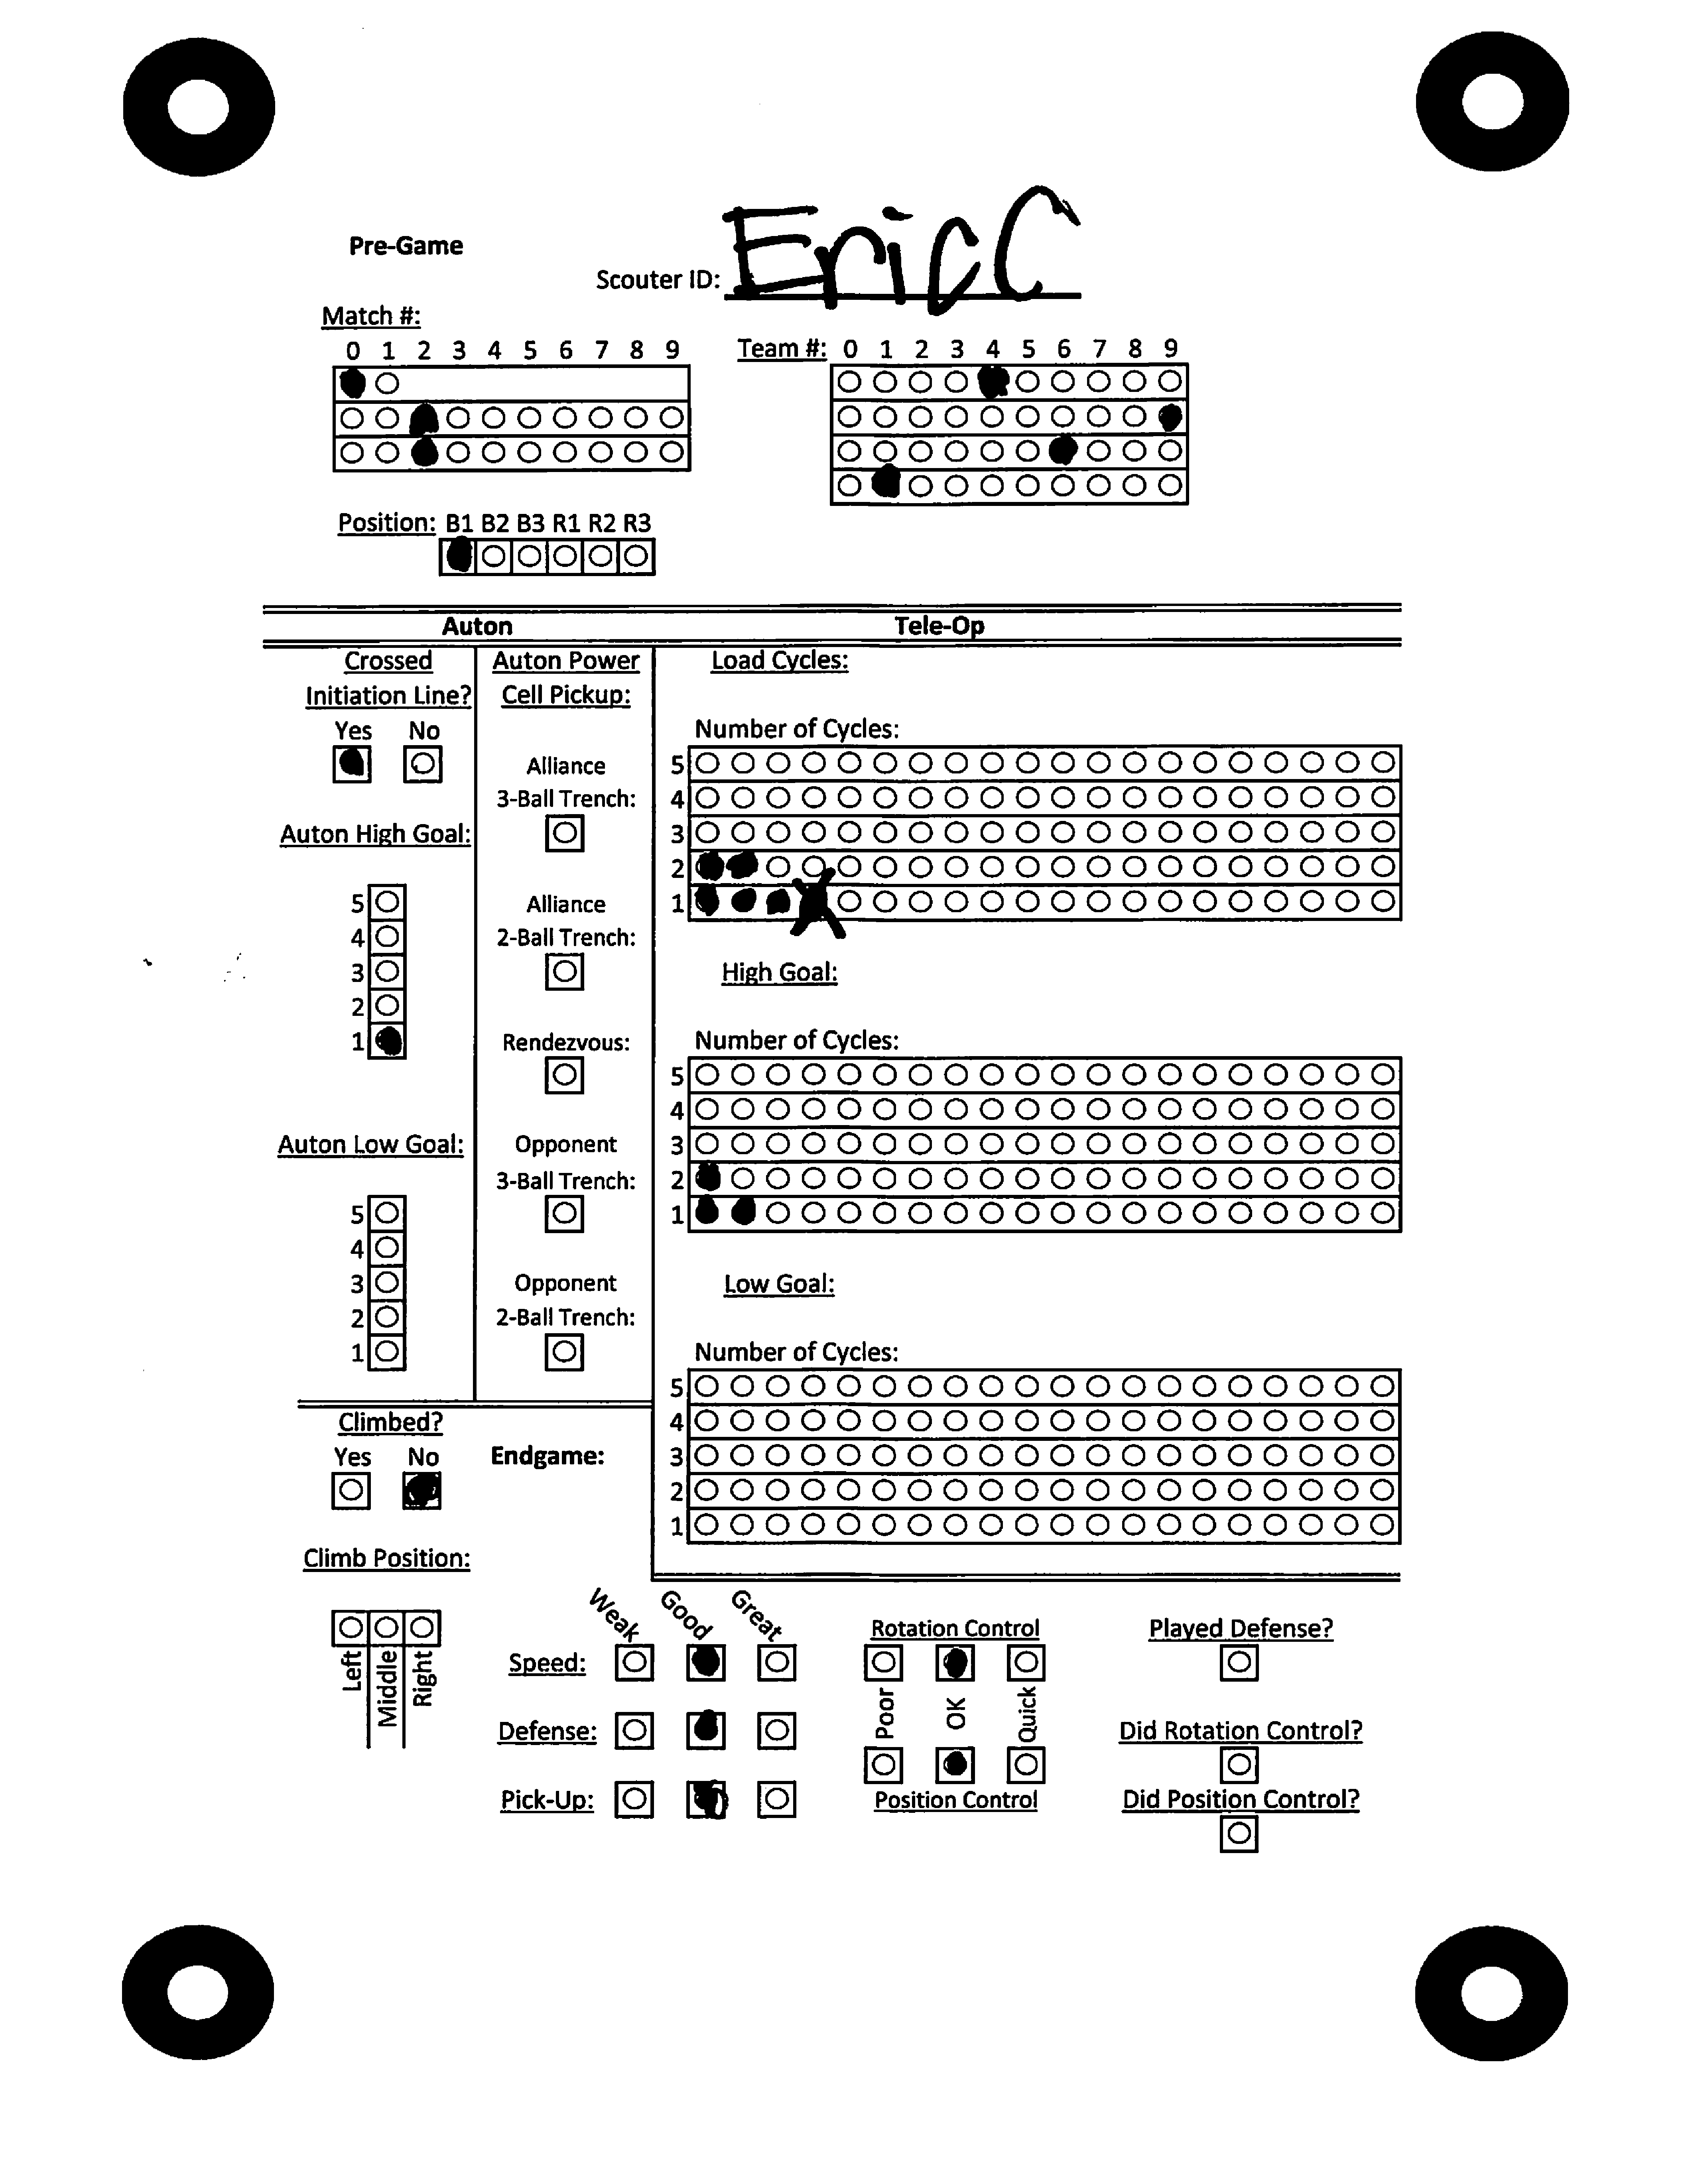 Pre-Game
Scouter ID: Eric C
Match #:
0 1 2 3 4 5 6 7 8 9
Team #: 0 1 2 3 4 5 6 7 8 9
Position: B1 B2 B3 R1 R2 R3
Auton
Tele-Op
Crossed
Initiation Line?
Yes No
Auton High Goal:
5
4
3
2
1
Auton Low Goal:
5
4
3
2
1
Auton Power
Cell Pickup:
Alliance
3-Ball Trench:
Alliance
2-Ball Trench:
Rendezvous:
Opponent
3-Ball Trench:
Opponent
2-Ball Trench:
Load Cycles:
Number of Cycles:
5
4
3
2
1
High Goal:
Number of Cycles:
5
4
3
2
1
Low Goal:
Number of Cycles:
5
4
3
2
1
Climbed?
Yes No
Endgame:
Climb Position:
Left
Middle
Right
Weak Good Great
Speed:
Defense:
Pick-Up:
Rotation Control
Poor OK Quick
Position Control
Played Defense?
Did Rotation Control?
Did Position Control?